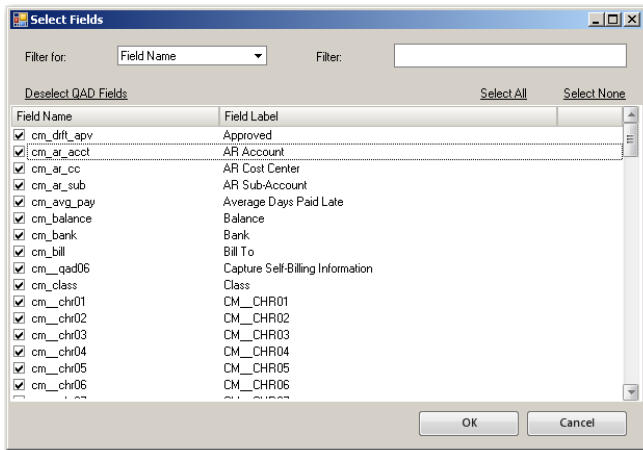 Select Fields
Filter for: Field Name Filter:
Deselect QAD Fields Select All Select None
Field Name Field Label
cm_drft_apv Approved
cm_ar_acct AR Account
cm_ar_cc AR Cost Center
cm_ar_sub AR Sub-Account
cm_avg_pay Average Days Paid Late
cm_balance Balance
cm_bank Bank
cm_bill Bill To
cm__qad06 Capture Self-Billing Information
cm_class Class
cm__chr01 CM__CHR01
cm__chr02 CM__CHR02
cm__chr03 CM__CHR03
cm__chr04 CM__CHR04
cm__chr05 CM__CHR05
cm__chr06 CM__CHR06
OK Cancel